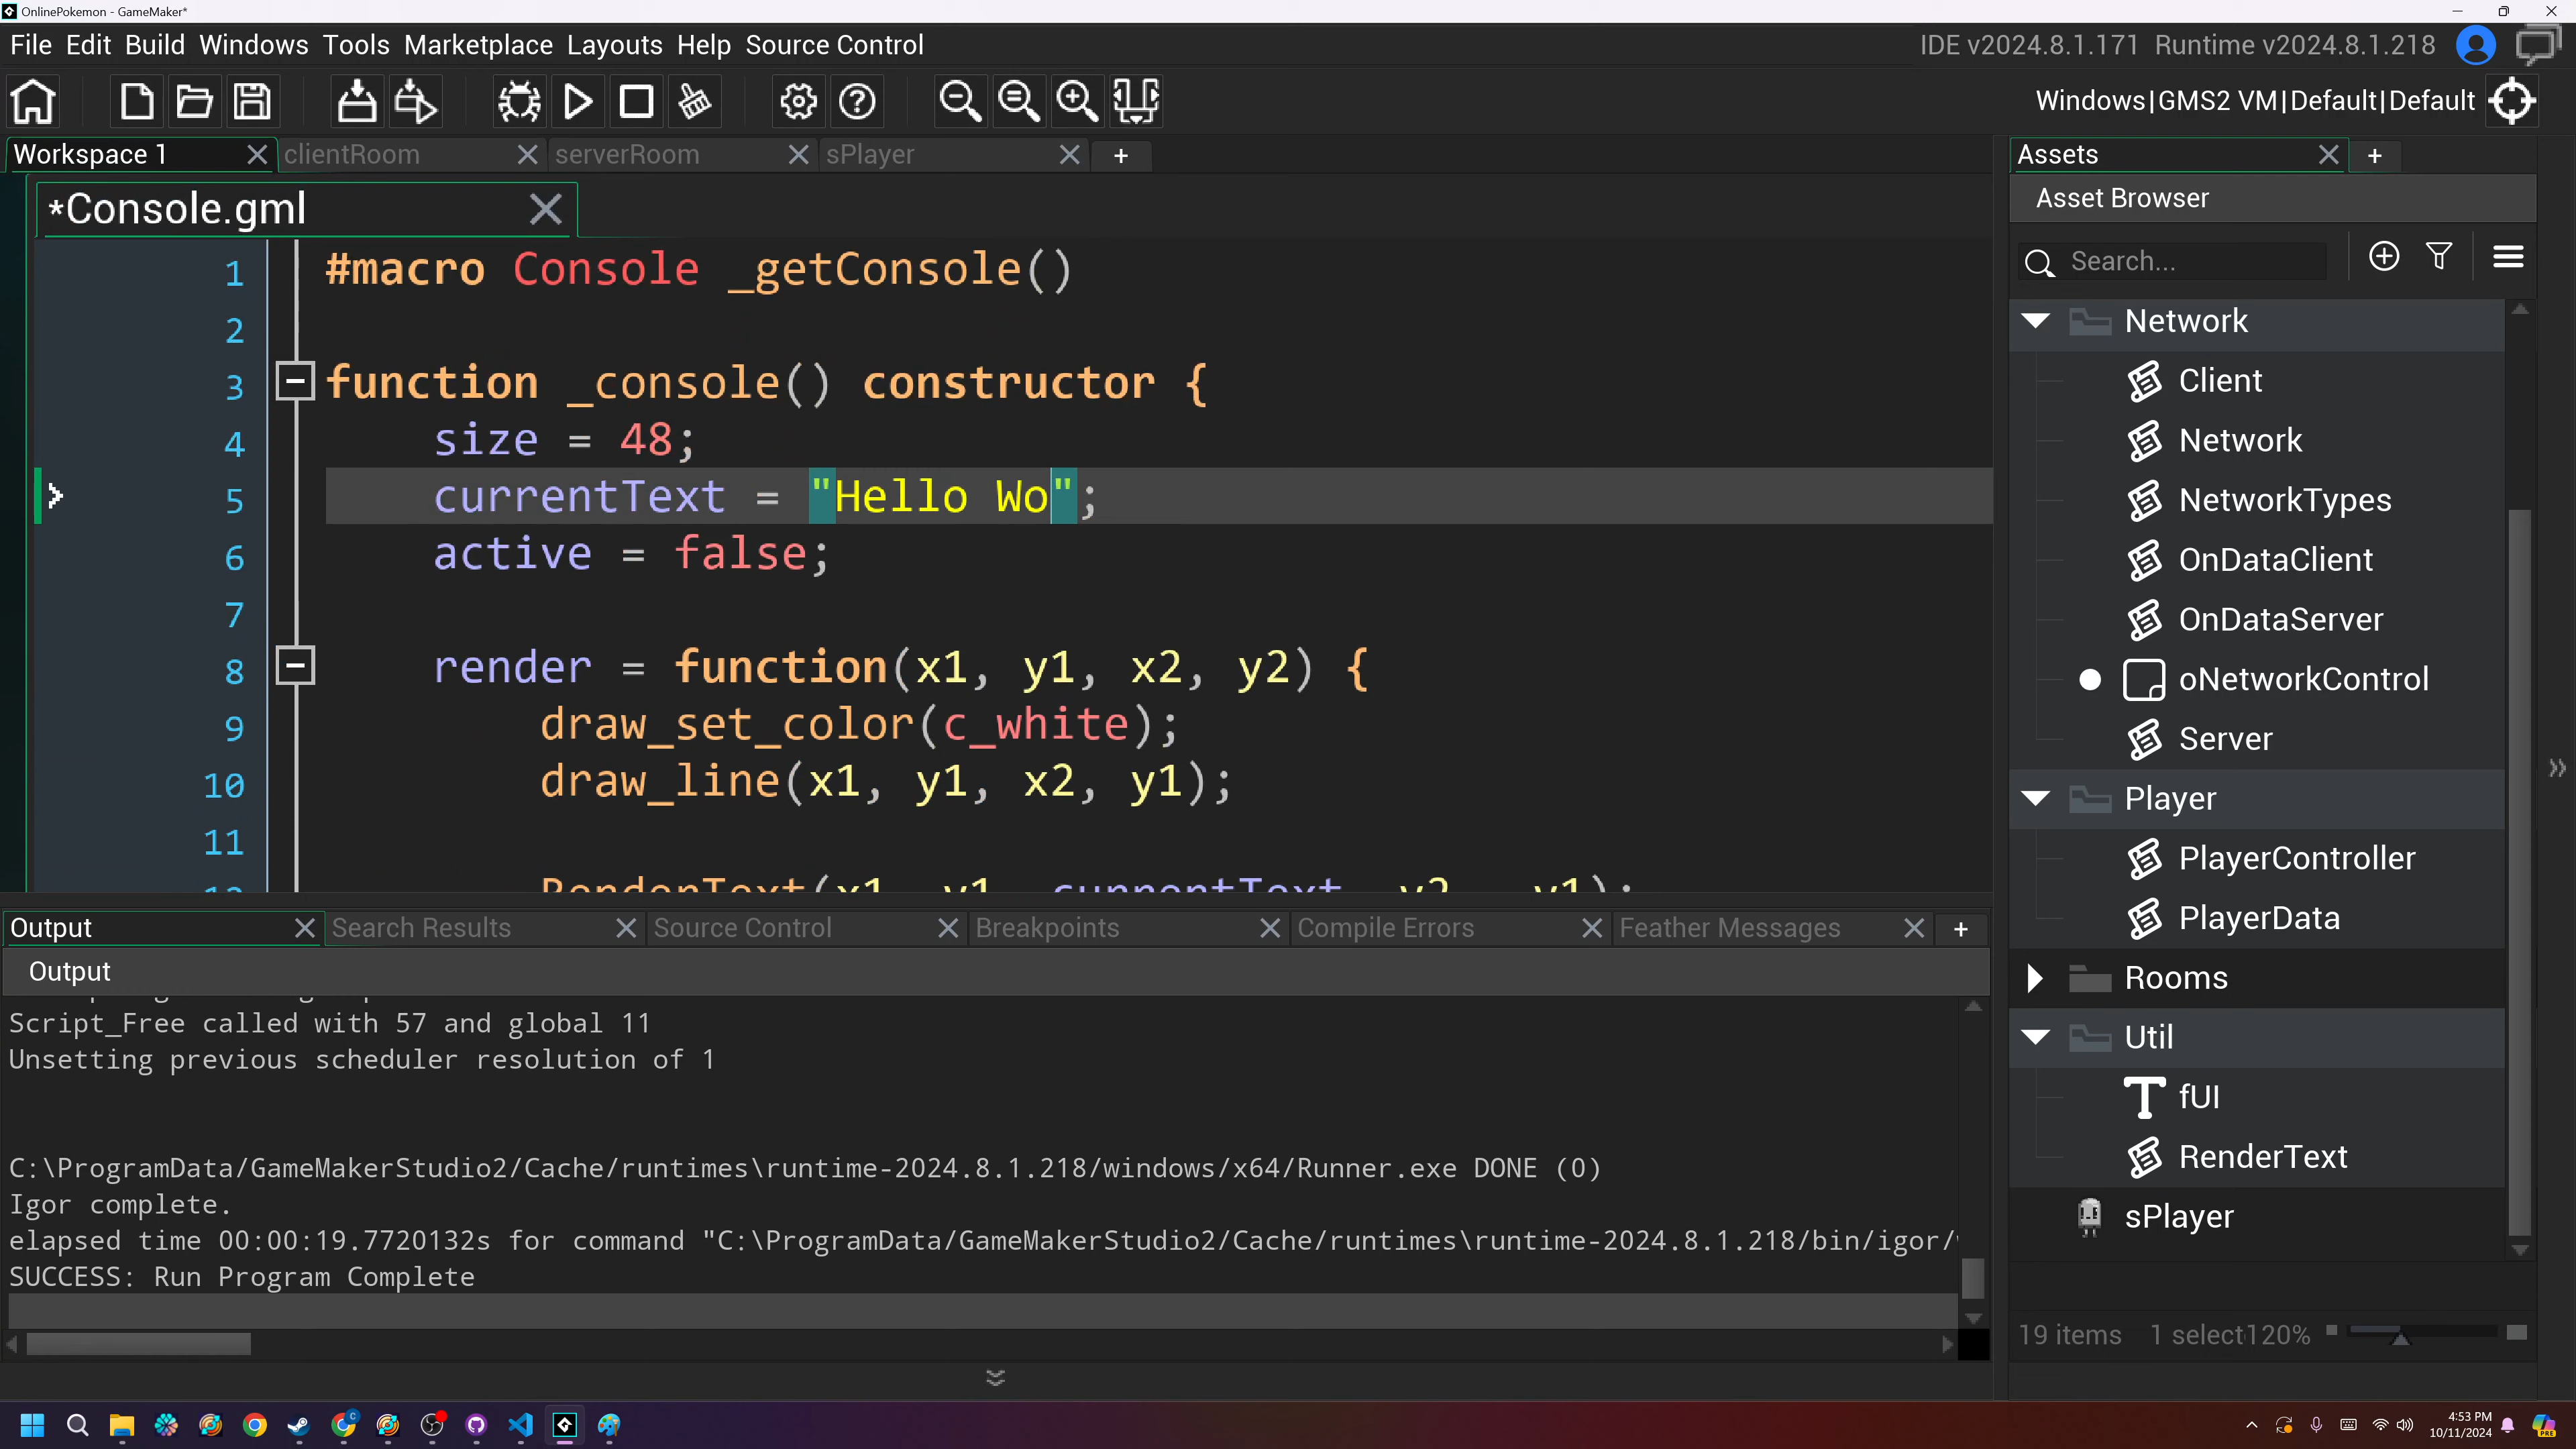 OnlinePokemon - GameMaker*
File Edit Build Windows Tools Marketplace Layouts Help Source Control
IDE v2024.8.1.171 Runtime v2024.8.1.218
Windows|GMS2 VM|Default|Default
Workspace 1
clientRoom
serverRoom
sPlayer
+
*Console.gml
1 #macro Console _getConsole()
2
3 function _console() constructor {
4 size = 48;
5 currentText = "Hello Wo";
6 active = false;
7
8 render = function(x1, y1, x2, y2) {
9 draw_set_color(c_white);
10 draw_line(x1, y1, x2, y1);
11
12 RenderText(x1, y1, currentText, y2 - y1);
Output
Search Results
Source Control
Breakpoints
Compile Errors
Feather Messages
+
Output
Script_Free called with 57 and global 11
Unsetting previous scheduler resolution of 1
C:\ProgramData/GameMakerStudio2/Cache/runtimes\runtime-2024.8.1.218/windows/x64/Runner.exe DONE (0)
Igor complete.
elapsed time 00:00:19.7720132s for command "C:\ProgramData/GameMakerStudio2/Cache/runtimes\runtime-2024.8.1.218/bin/igor/
SUCCESS: Run Program Complete
Assets
+
Asset Browser
Search...
Network
Client
Network
NetworkTypes
OnDataClient
OnDataServer
oNetworkControl
Server
Player
PlayerController
PlayerData
Rooms
Util
fUI
RenderText
sPlayer
19 items 1 select 120%
4:53 PM
10/11/2024